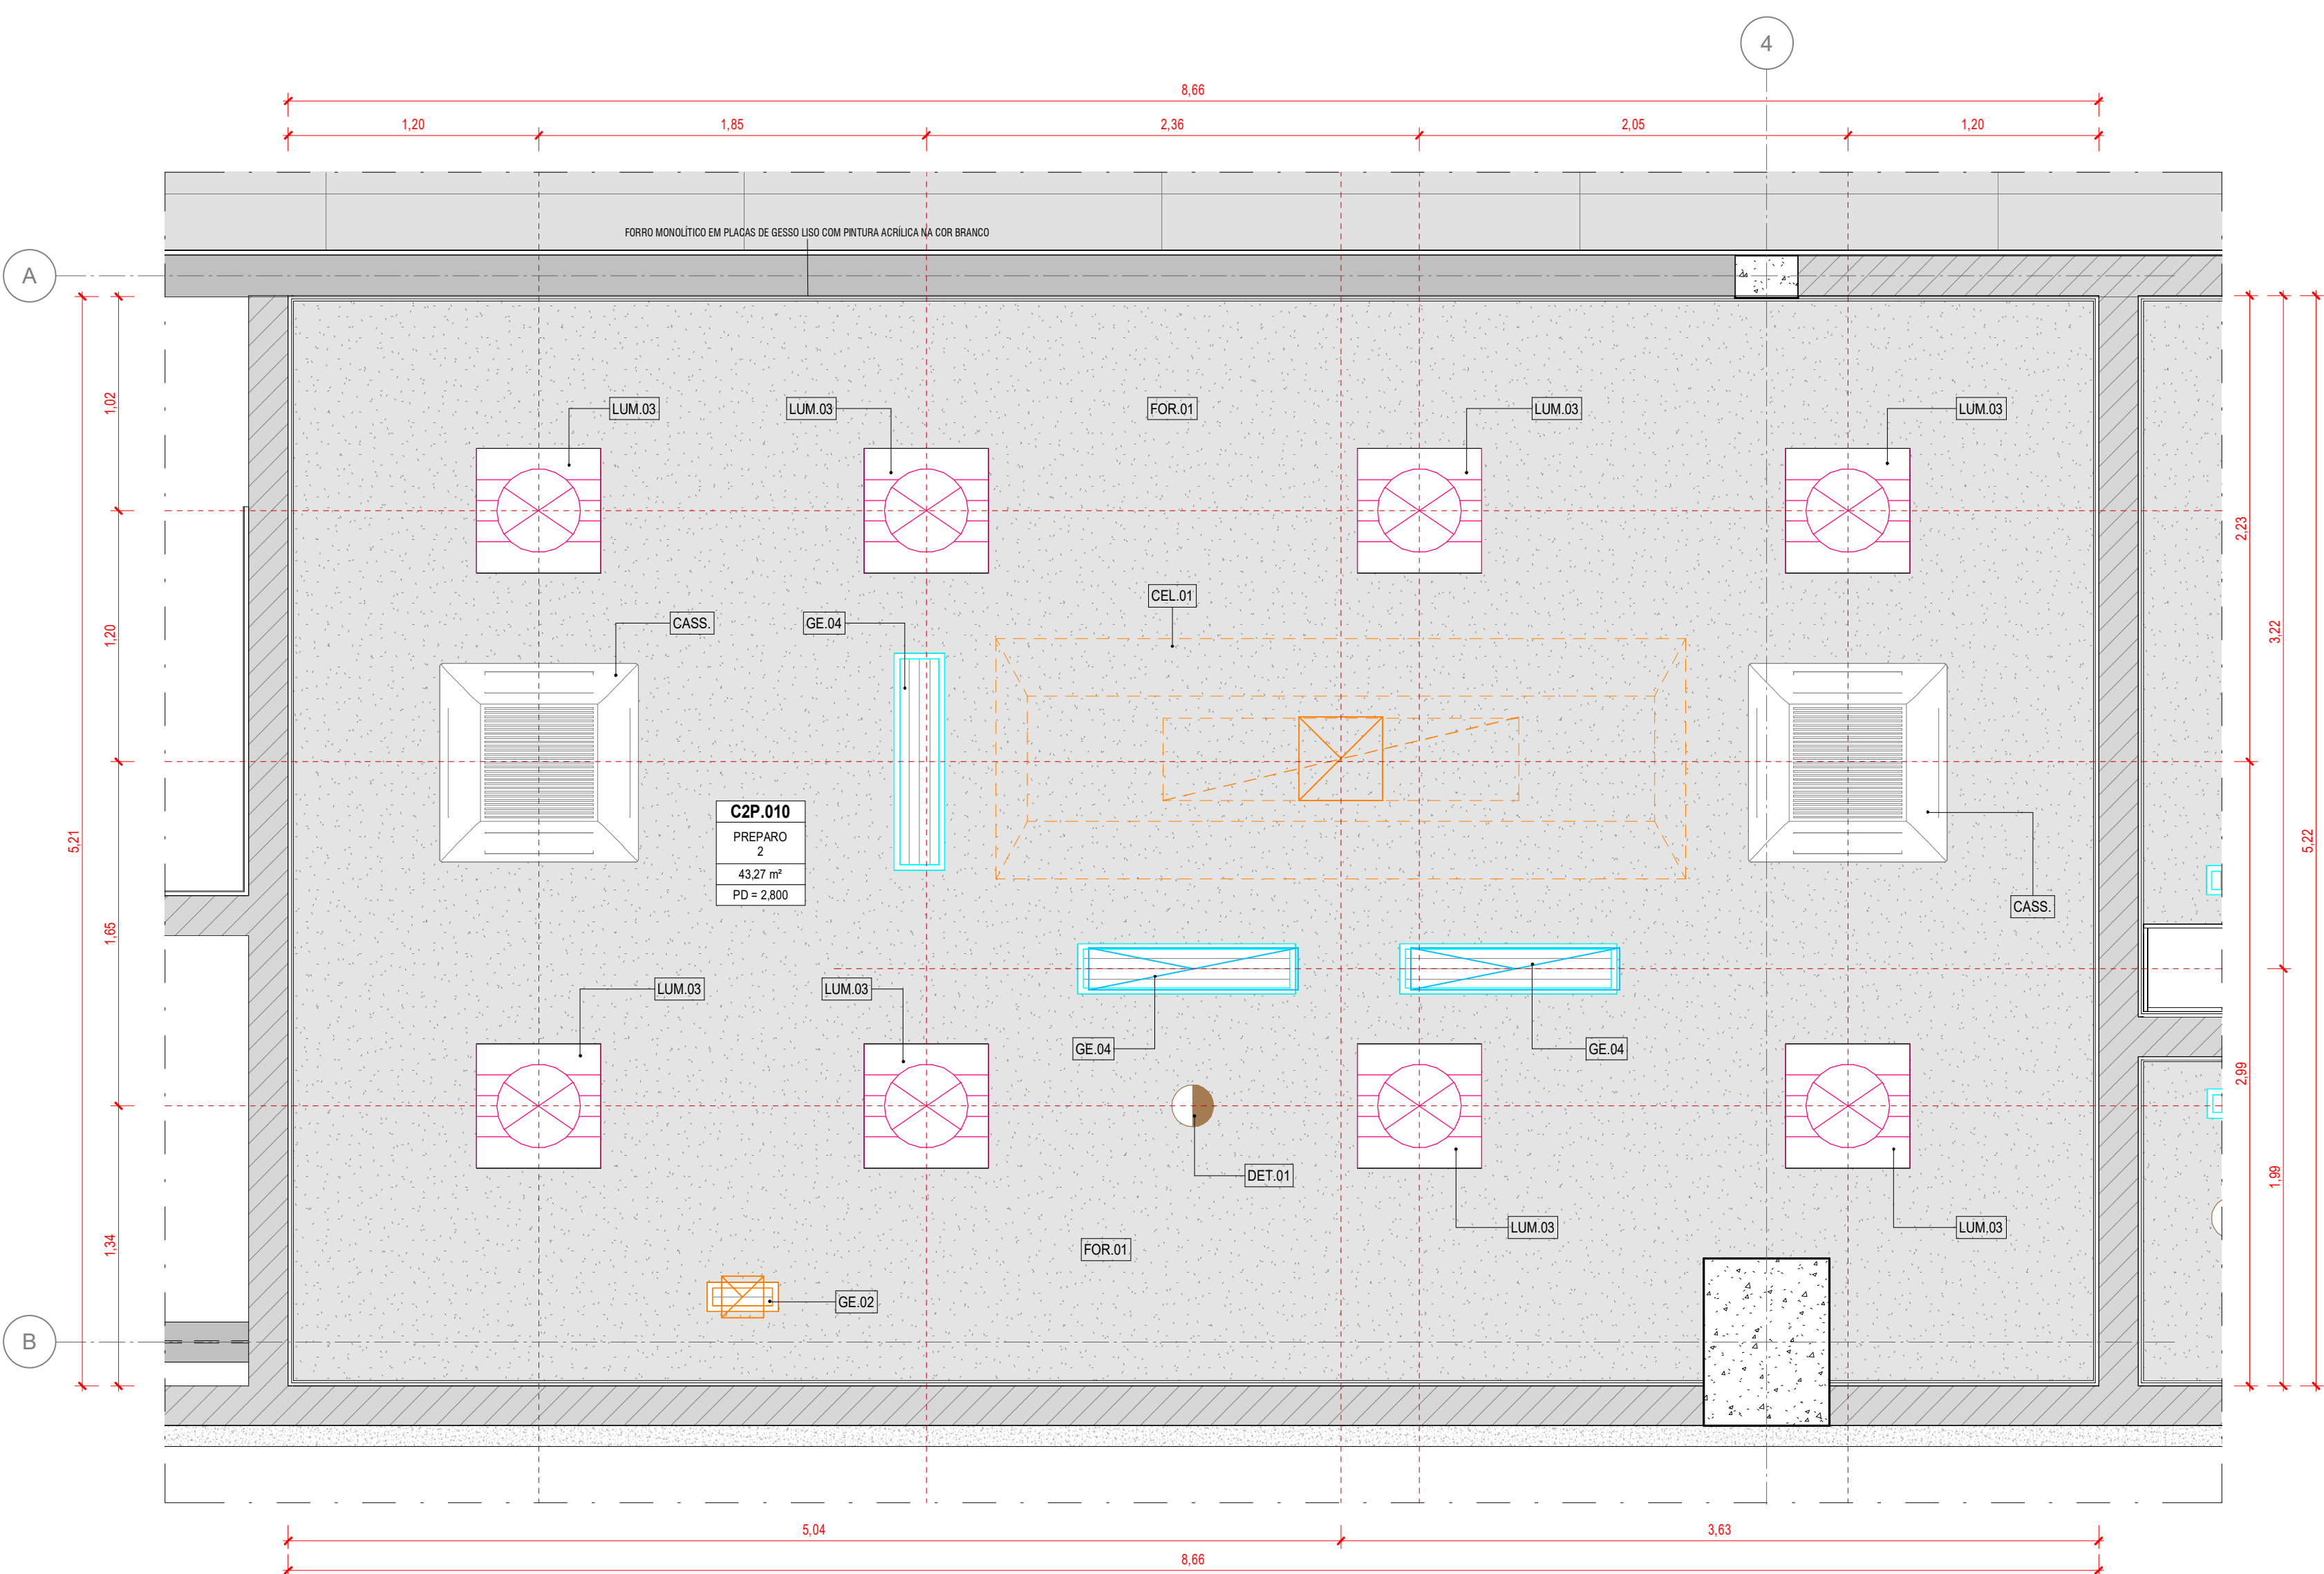 4
8,66
1,20
1,85
2,36
2,05
1,20
FORRO MONOLÍTICO EM PLACAS DE GESSO LISO COM PINTURA ACRÍLICA NA COR BRANCO
A
LUM.03
LUM.03
FOR.01
LUM.03
LUM.03
1,02
2,23
CEL.01
CASS.
GE.04
1,20
3,22
C2P.010
PREPARO
2
43,27 m²
PD = 2,800
5,21
5,22
CASS.
1,65
LUM.03
LUM.03
GE.04
GE.04
2,99
DET.01
1,99
LUM.03
LUM.03
1,34
FOR.01
GE.02
B
5,04
3,63
8,66